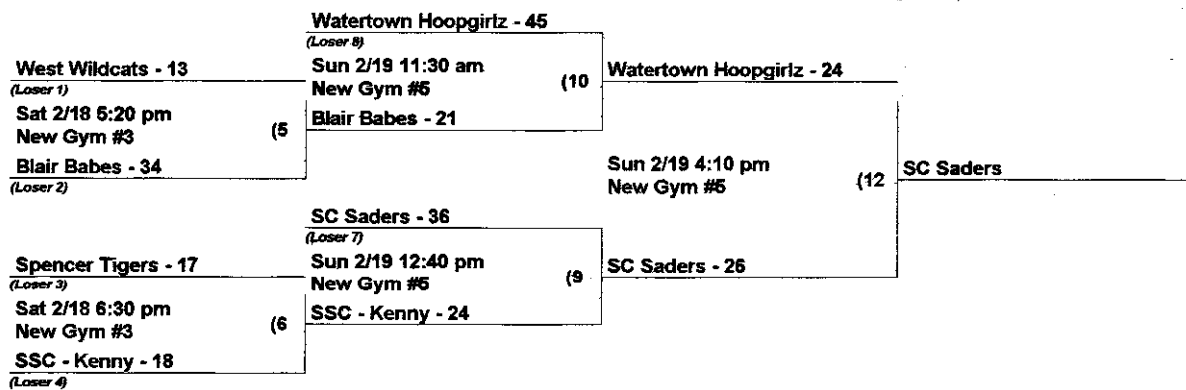 Watertown Hoopgirlz - 45
(Loser 8)
West Wildcats - 13
(Loser 1)
Sun 2/19 11:30 am
New Gym #5
(10
Watertown Hoopgirlz - 24
Sat 2/18 5:20 pm
New Gym #3
(5
Blair Babes - 21
Blair Babes - 34
(Loser 2)
Sun 2/19 4:10 pm
New Gym #5
(12
SC Saders
SC Saders - 36
(Loser 7)
Spencer Tigers - 17
(Loser 3)
Sun 2/19 12:40 pm
New Gym #5
(9
SC Saders - 26
Sat 2/18 6:30 pm
New Gym #3
(6
SSC - Kenny - 24
SSC - Kenny - 18
(Loser 4)